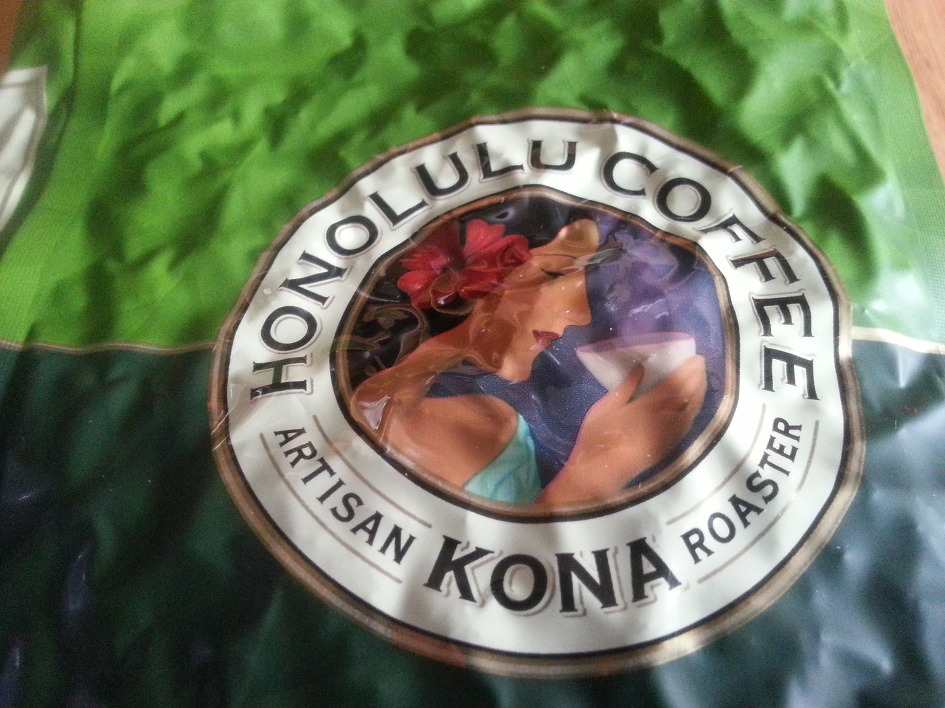 HONOLULU COFFEE
ARTISAN KONA ROASTER